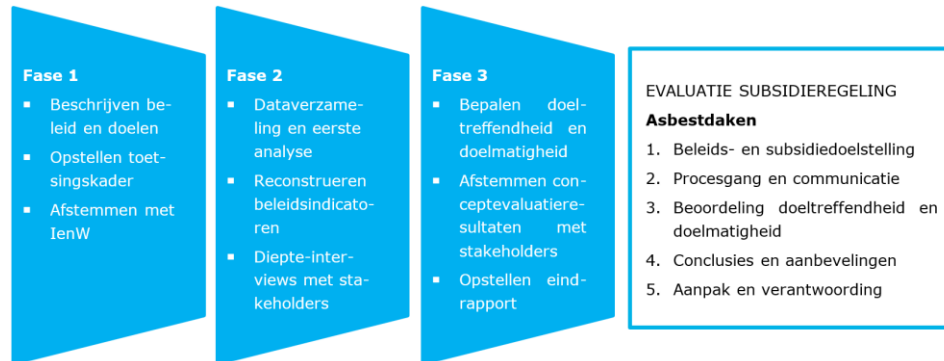 Fase 1
▪ Beschrijven be-
leid en doelen
▪ Opstellen toet-
singskader
▪ Afstemmen met
IenW
Fase 2
▪ Dataverzame-
ling en eerste
analyse
▪ Reconstrueren
beleidsindicato-
ren
▪ Diepte-inter-
views met sta-
keholders
Fase 3
▪ Bepalen doel-
treffendheid en
doelmatigheid
▪ Afstemmen con-
ceptevaluatiere-
sultaten met
stakeholders
▪ Opstellen eind-
rapport
EVALUATIE SUBSIDIEREGELING
Asbestdaken
1. Beleids- en subsidiedoelstelling
2. Procesgang en communicatie
3. Beoordeling doeltreffendheid en
doelmatigheid
4. Conclusies en aanbevelingen
5. Aanpak en verantwoording